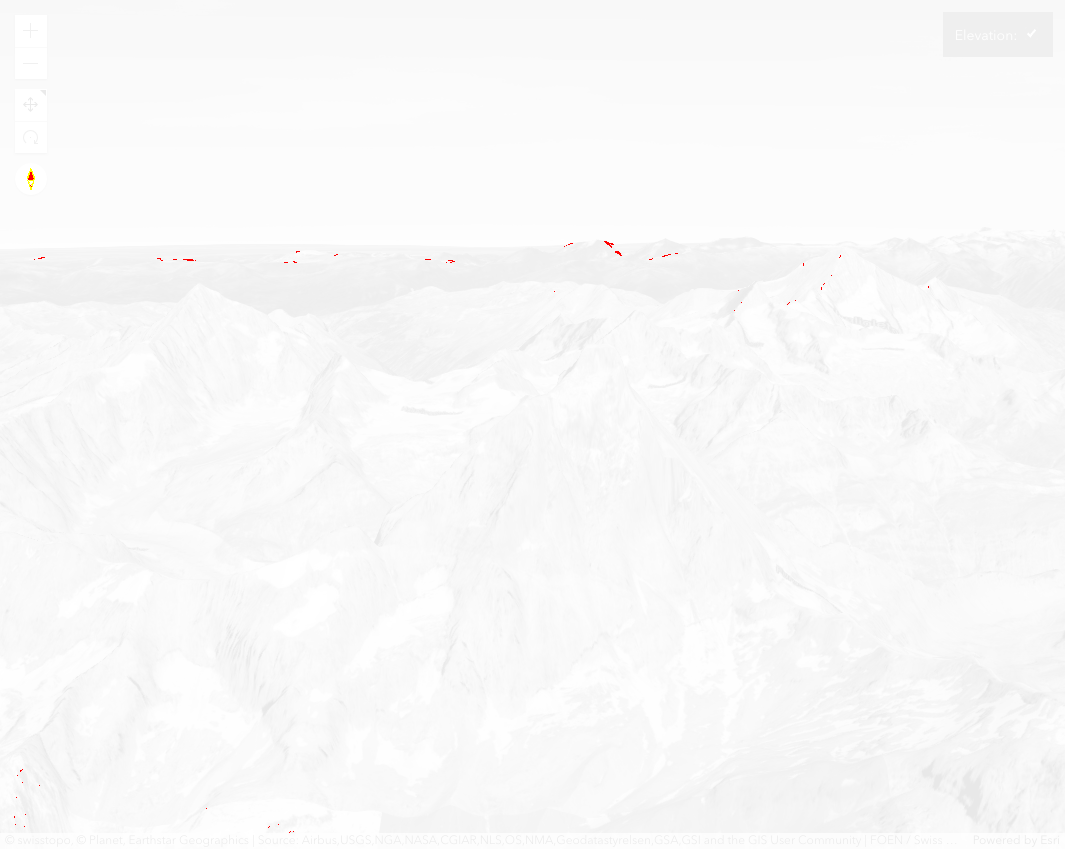 Elevation: ✔
© swisstopo, © Planet, Earthstar Geographics | Source: Airbus,USGS,NGA,NASA,CGIAR,NLS,OS,NMA,Geodatastyrelsen,GSA,GSI and the GIS User Community | FOEN / Swiss ... Powered by Esri